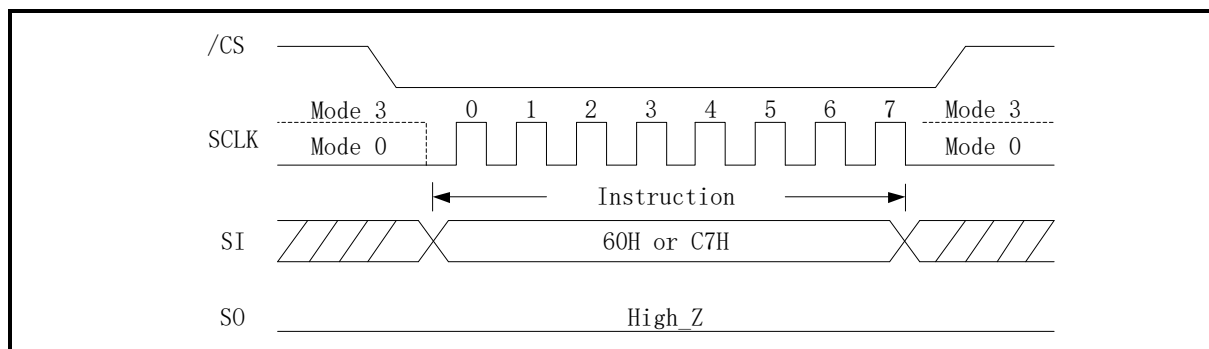 /CS
Mode 3 0 1 2 3 4 5 6 7 Mode 3
SCLK
Mode 0 Mode 0
Instruction
SI 60H or C7H
SO High_Z